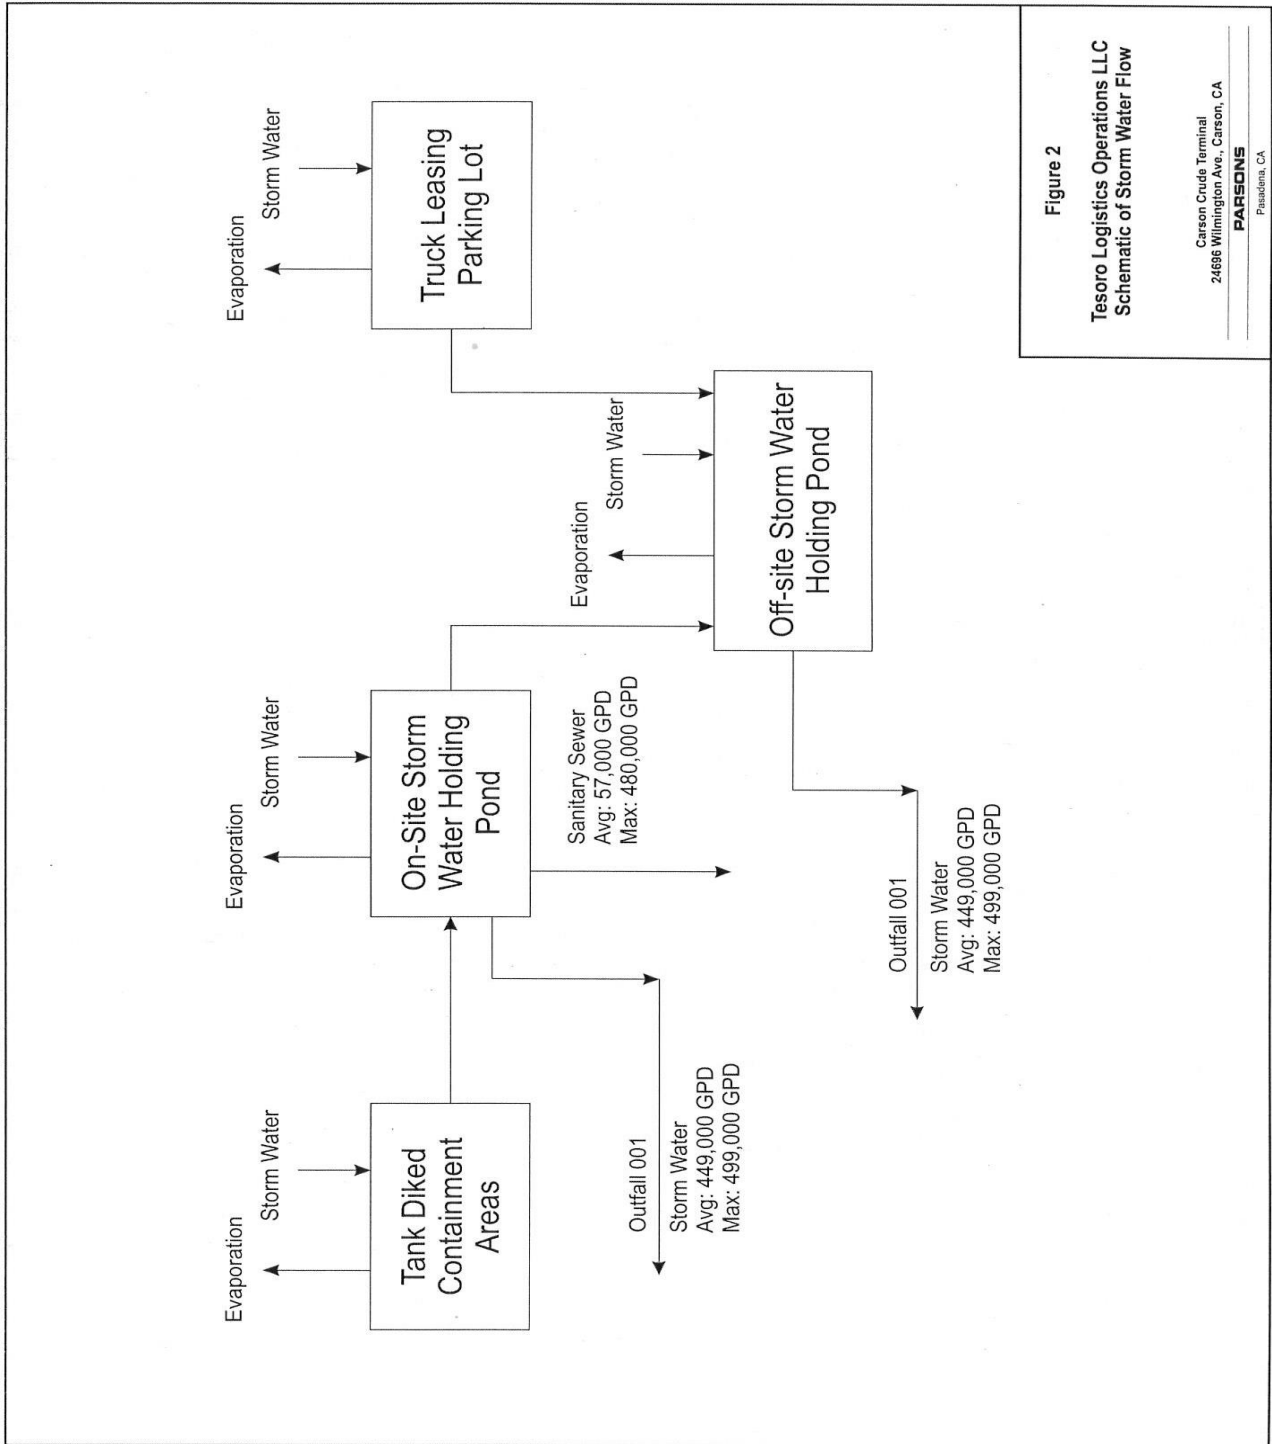 Evaporation
Storm Water
Tank Diked
Containment
Areas
Evaporation
Storm Water
On-Site Storm
Water Holding
Pond
Evaporation
Storm Water
Truck Leasing
Parking Lot
Outfall 001
Storm Water
Avg: 449,000 GPD
Max: 499,000 GPD
Sanitary Sewer
Avg: 57,000 GPD
Max: 480,000 GPD
Evaporation
Storm Water
Off-site Storm Water
Holding Pond
Outfall 001
Storm Water
Avg: 449,000 GPD
Max: 499,000 GPD
Figure 2
Tesoro Logistics Operations LLC
Schematic of Storm Water Flow
Carson Crude Terminal
24696 Wilmington Ave., Carson, CA
PARSONS
Pasadena, CA